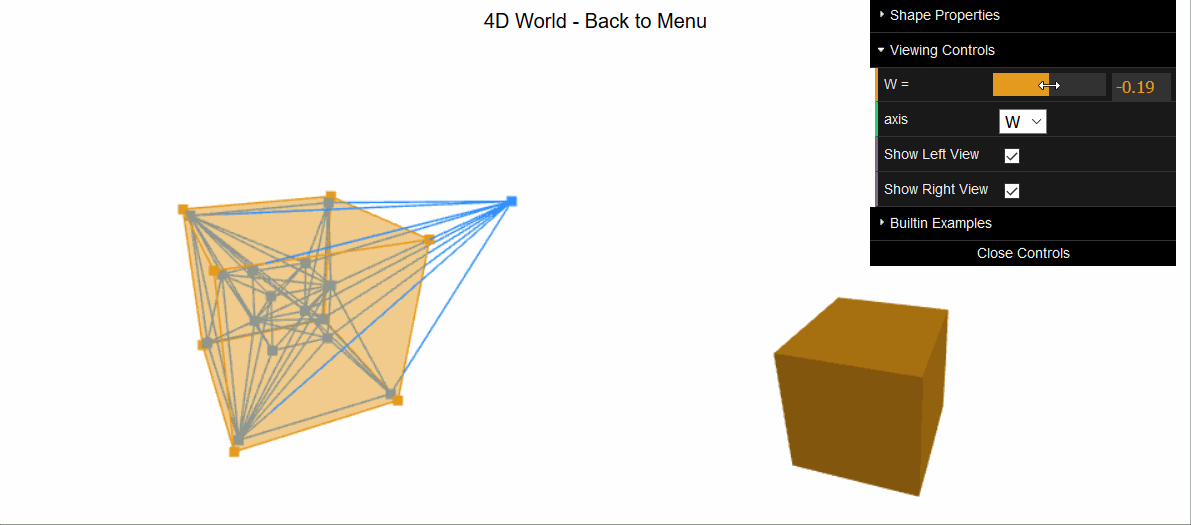 4D World - Back to Menu
Shape Properties
Viewing Controls
W =
-0.19
axis
W
Show Left View
Show Right View
Builtin Examples
Close Controls